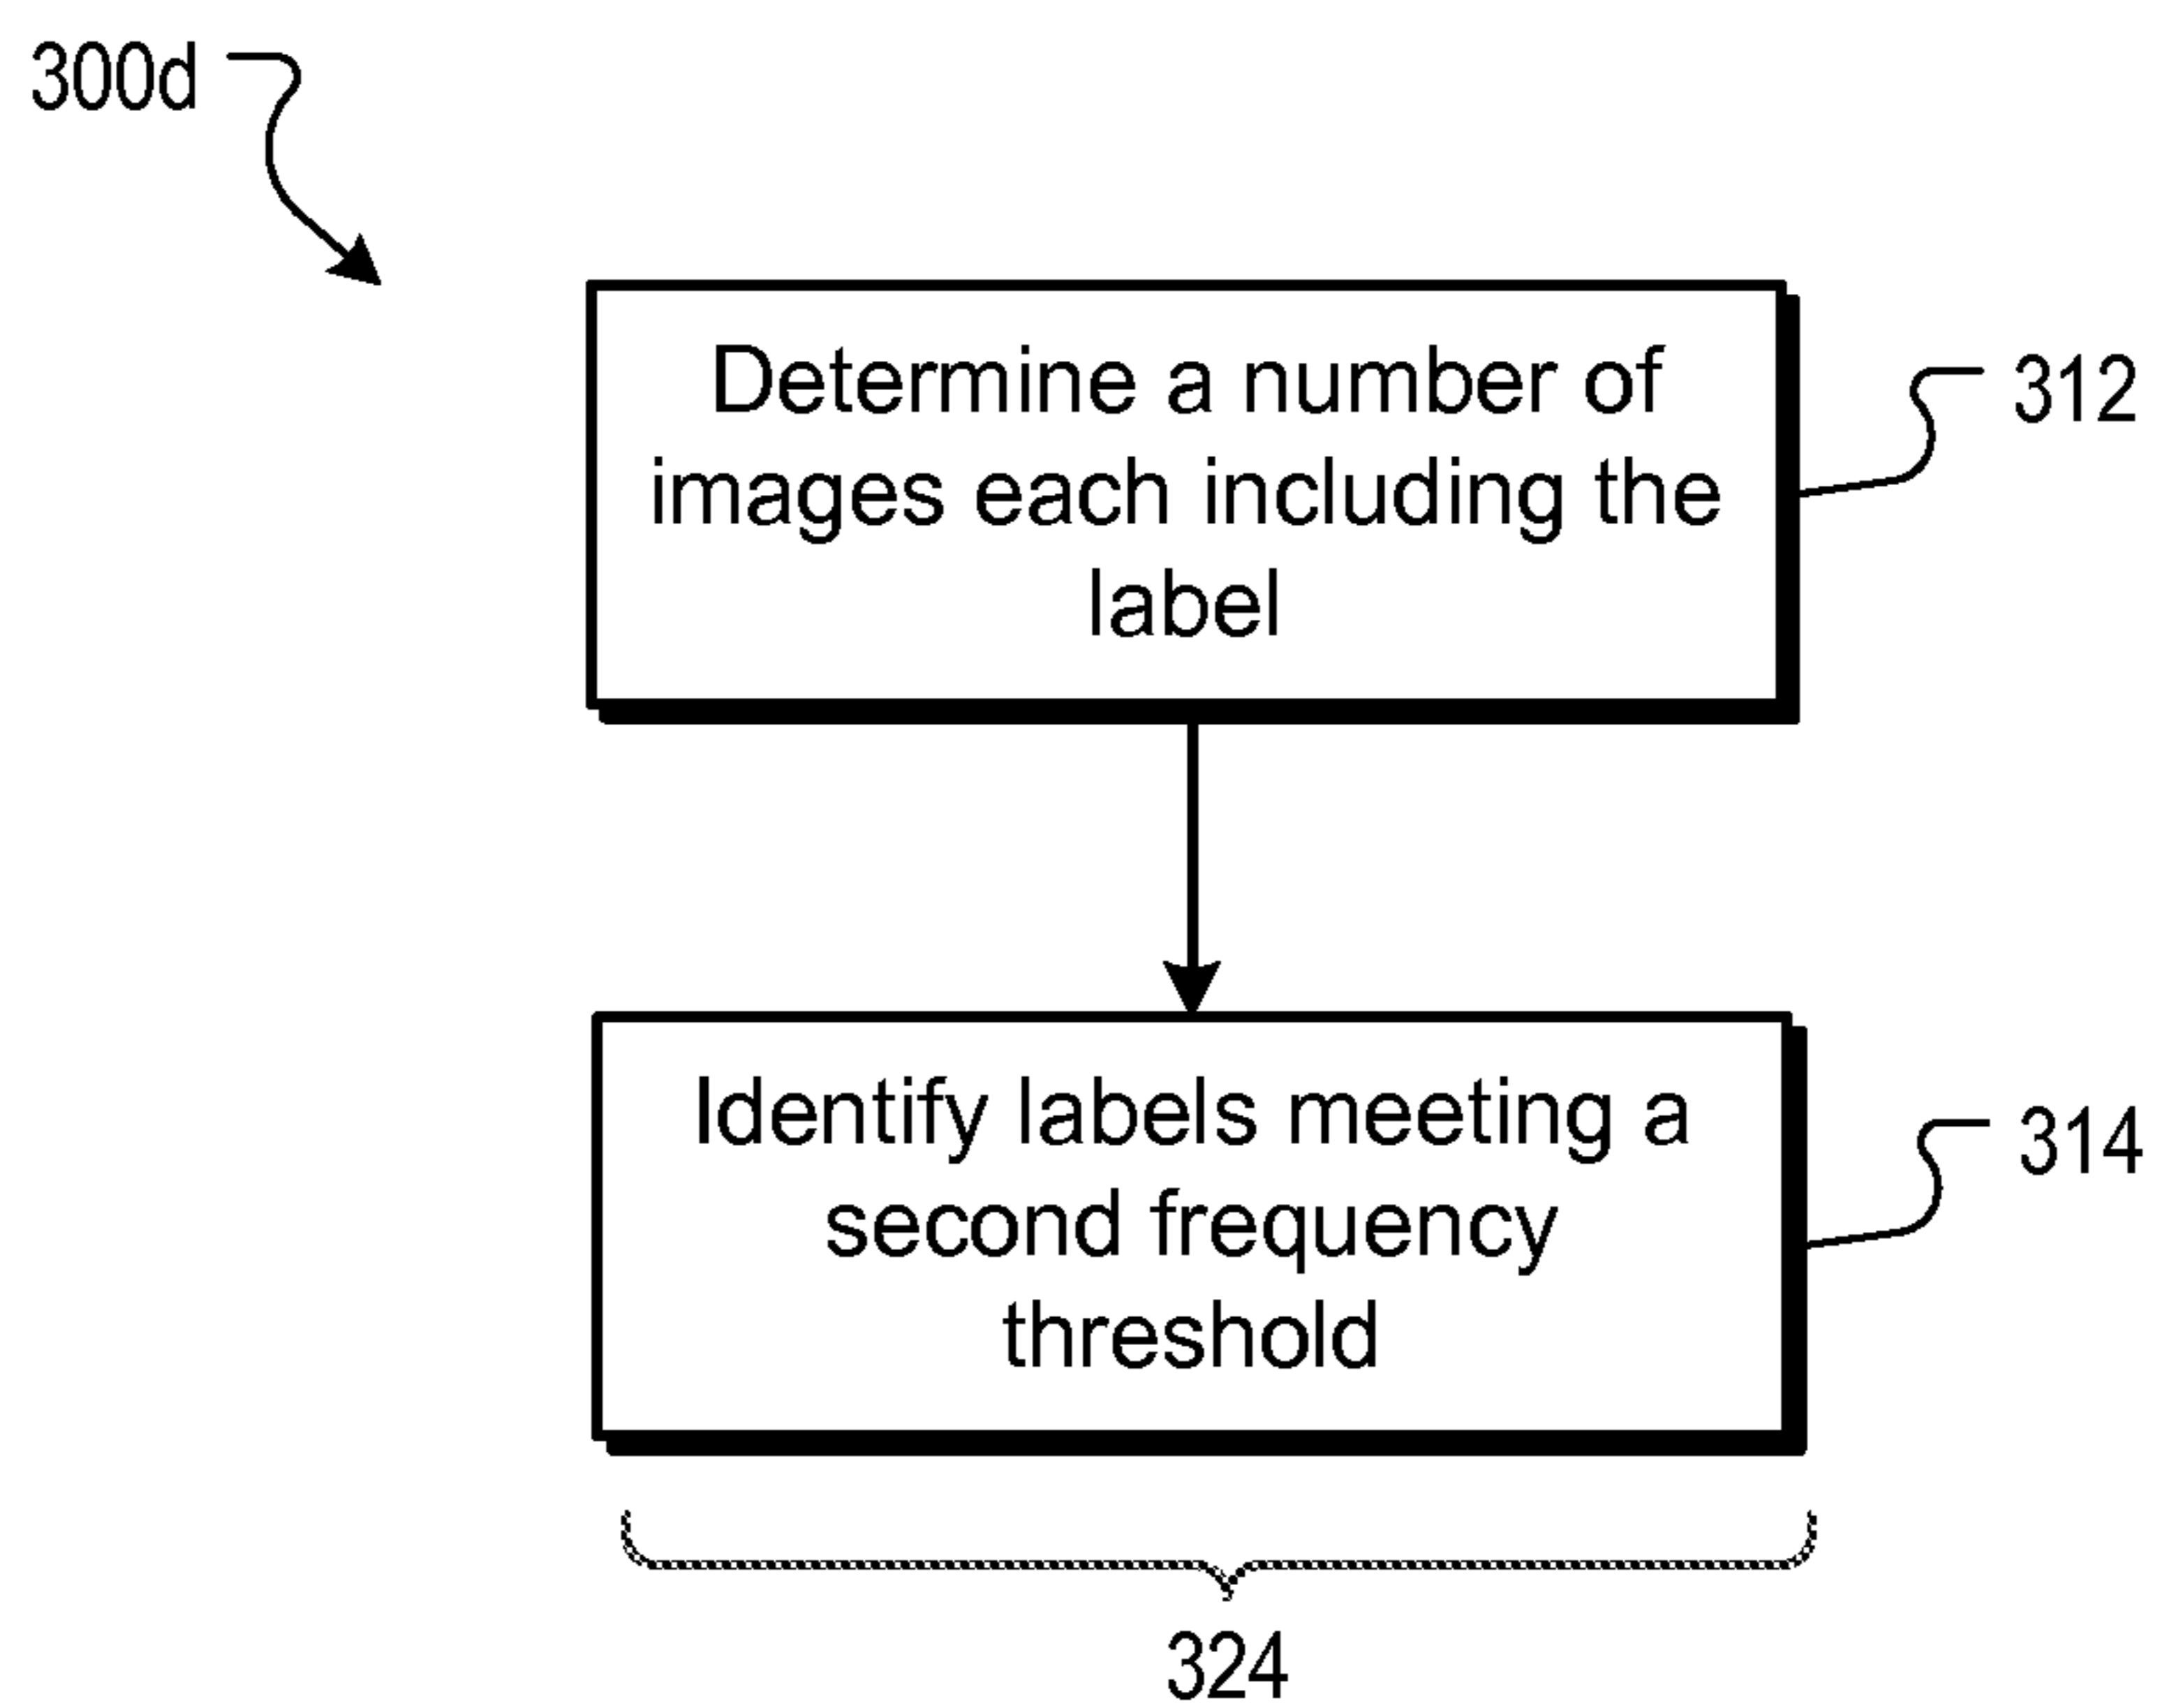 300d
Determine a number of
images each including the
label
312
Identify labels meeting a
second frequency
threshold
314
324